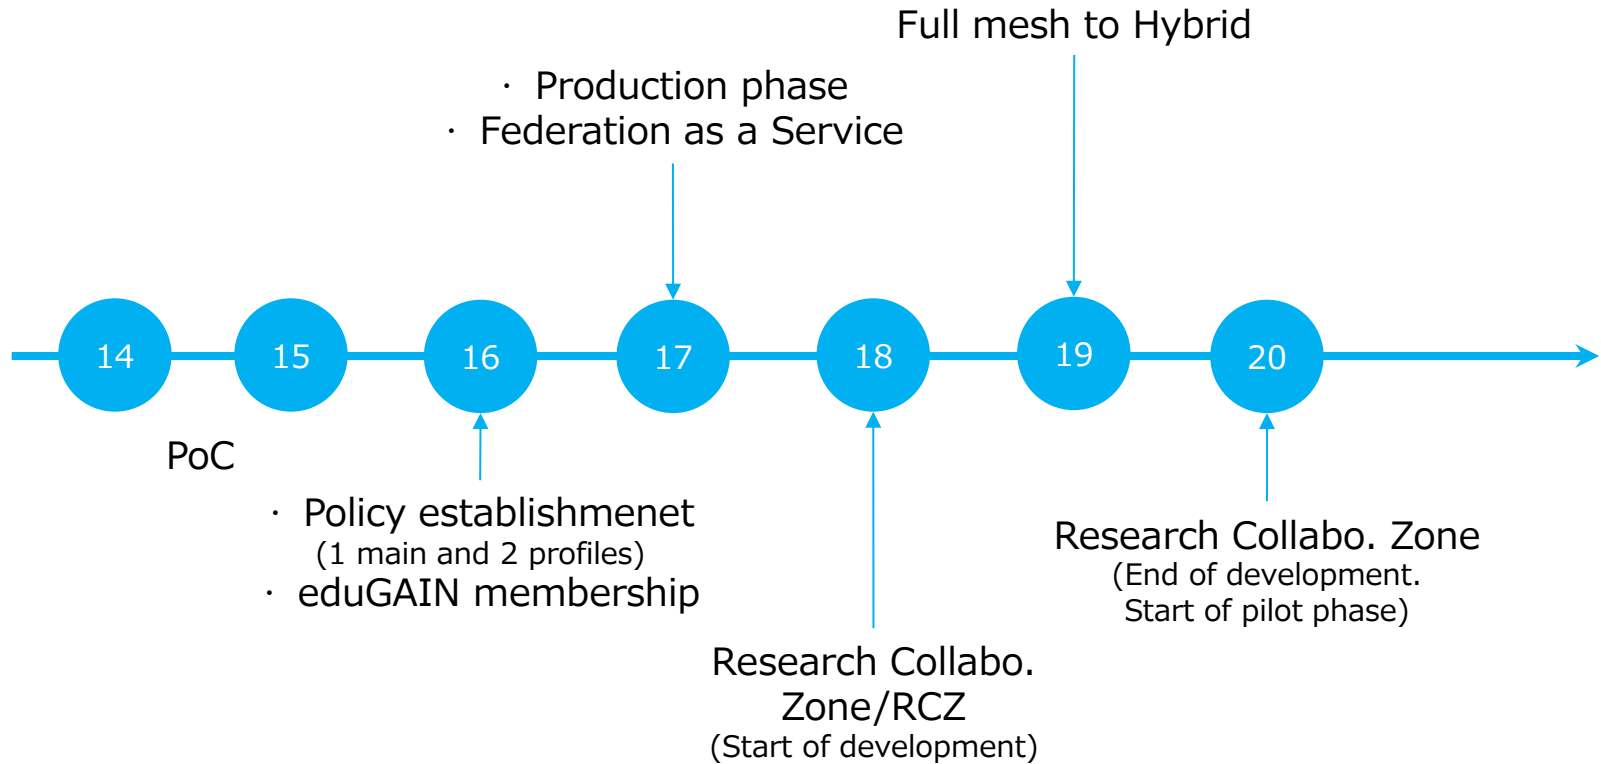 Full mesh to Hybrid
· Production phase
· Federation as a Service
14 15 16 17 18 19 20
PoC
· Policy establishmenet
(1 main and 2 profiles)
· eduGAIN membership
Research Collabo. Zone
(End of development.
Start of pilot phase)
Research Collabo.
Zone/RCZ
(Start of development)